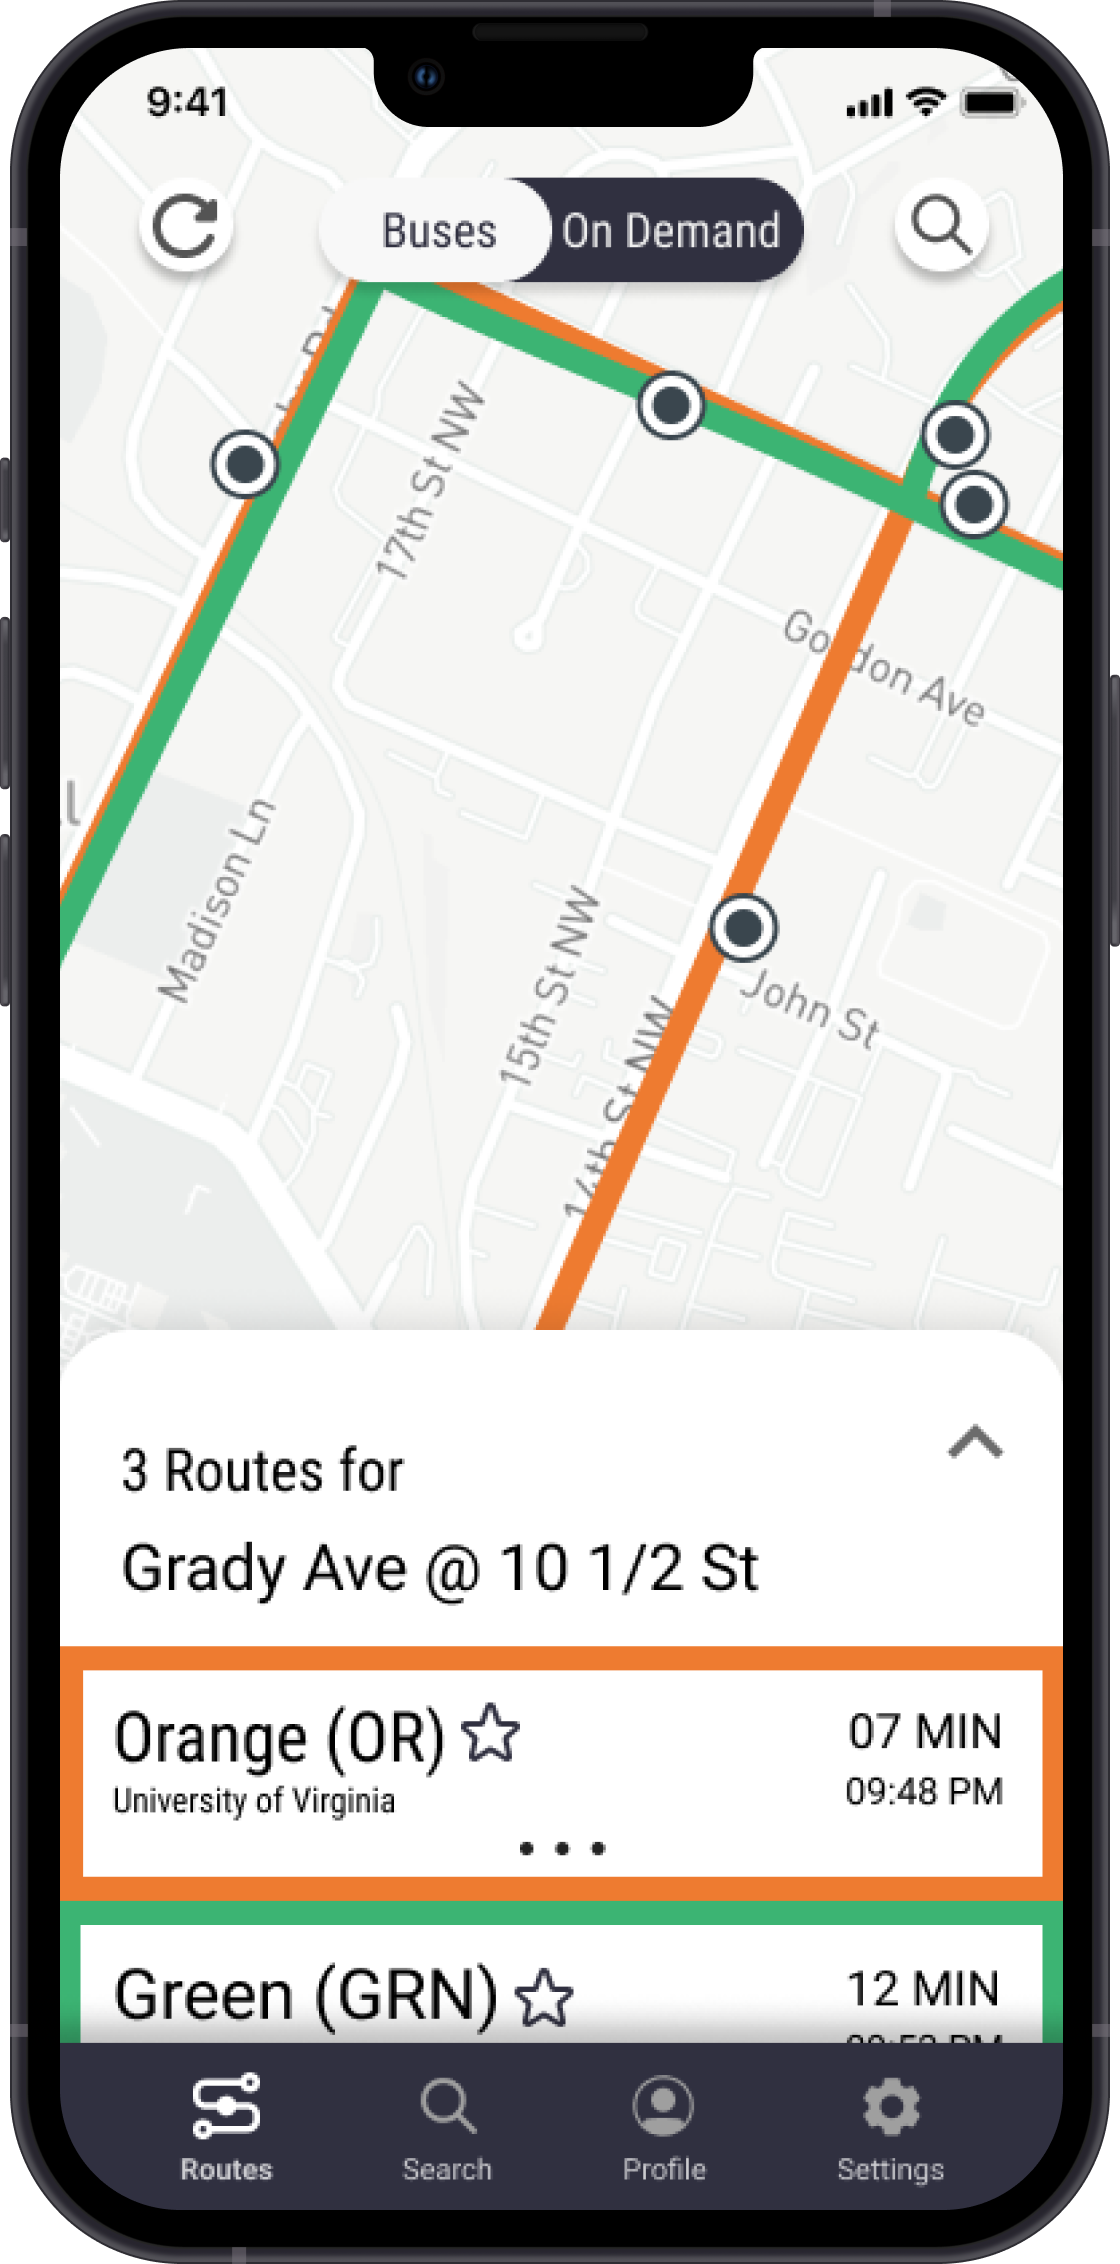 9:41
Buses
On Demand
17th St NW
Gordon Ave
Madison Ln
15th St NW
John St
14th St NW
3 Routes for
Grady Ave @ 10 1/2 St
Orange (OR)
07 MIN
University of Virginia
09:48 PM
Green (GRN)
12 MIN
Routes
Search
Profile
Settings